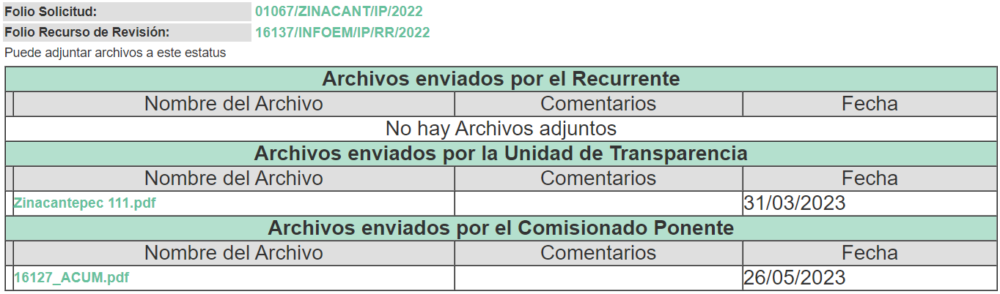 Folio Solicitud: 01067/ZINACANT/IP/2022
Folio Recurso de Revisión: 16137/INFOEM/IP/RR/2022
Puede adjuntar archivos a este estatus
Archivos enviados por el Recurrente
Nombre del Archivo Comentarios Fecha
No hay Archivos adjuntos
Archivos enviados por la Unidad de Transparencia
Nombre del Archivo Comentarios Fecha
Zinacantepec 111.pdf 31/03/2023
Archivos enviados por el Comisionado Ponente
Nombre del Archivo Comentarios Fecha
16127_ACUM.pdf 26/05/2023